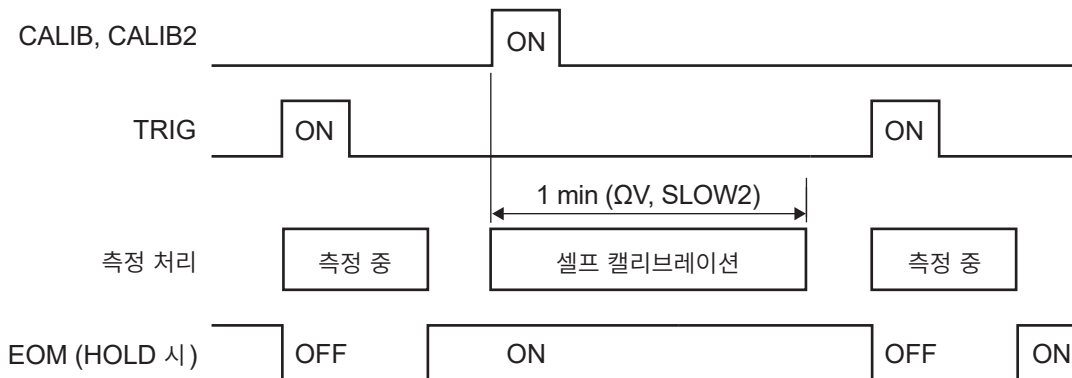 CALIB, CALIB2
ON
TRIG
ON
ON
1 min (ΩV, SLOW2)
측정 처리
측정 중
셀프 캘리브레이션
측정 중
EOM (HOLD 시)
OFF
ON
OFF
ON